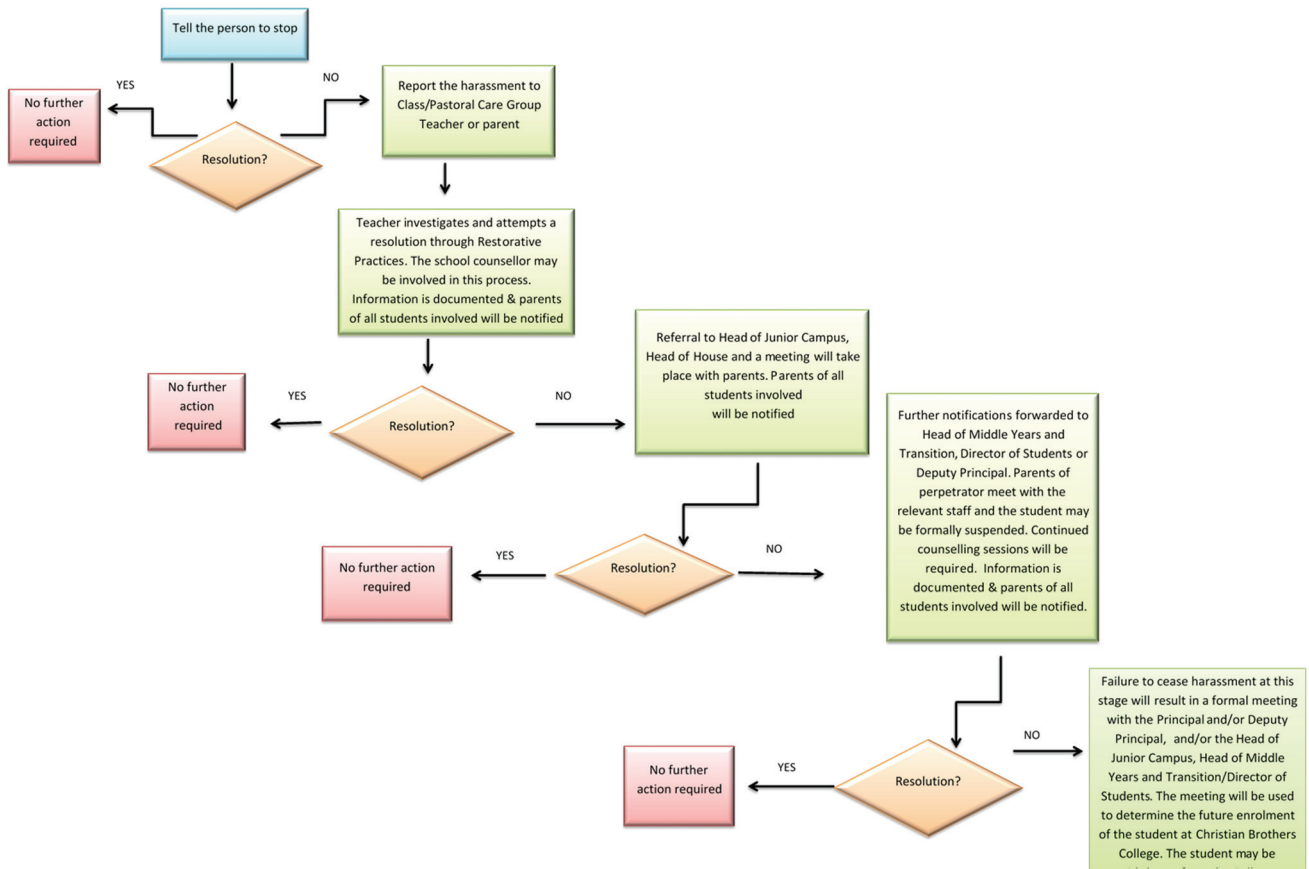 Tell the person to stop
YES
NO
No further
action
required
Resolution?
Report the harassment to
Class/Pastoral Care Group
Teacher or parent
Teacher investigates and attempts a
resolution through Restorative
Practices. The school counsellor may
be involved in this process.
Information is documented & parents
of all students involved will be notified
No further
action
required
YES
Resolution?
NO
Referral to Head of Junior Campus,
Head of House and a meeting will take
place with parents. Parents of all
students involved
will be notified
No further action
required
YES
Resolution?
NO
Further notifications forwarded to
Head of Middle Years and
Transition, Director of Students or
Deputy Principal. Parents of
perpetrator meet with the
relevant staff and the student may
be formally suspended. Continued
counselling sessions will be
required. Information is
documented & parents of all
students involved will be notified.
No further
action required
YES
Resolution?
NO
Failure to cease harassment at this
stage will result in a formal meeting
with the Principal and/or Deputy
Principal, and/or the Head of
Junior Campus, Head of Middle
Years and Transition/Director of
Students. The meeting will be used
to determine the future enrolment
of the student at Christian Brothers
College. The student may be